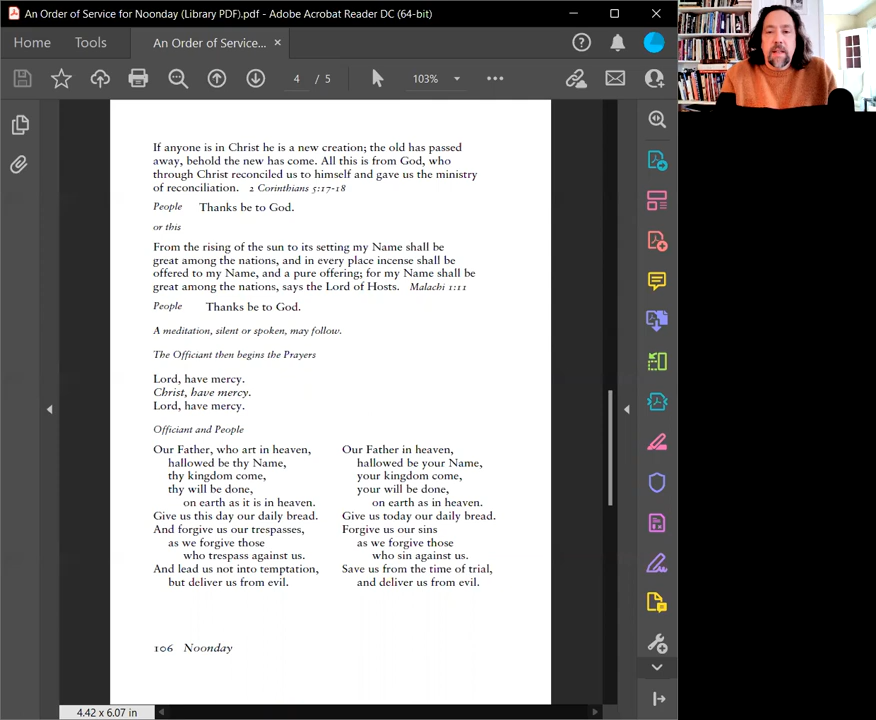 An Order of Service for Noonday (Library PDF).pdf - Adobe Acrobat Reader DC (64-bit)
Home Tools An Order of Service... ×
4 / 5 103%
If anyone is in Christ he is a new creation; the old has passed
away, behold the new has come. All this is from God, who
through Christ reconciled us to himself and gave us the ministry
of reconciliation. 2 Corinthians 5:17-18
People Thanks be to God.
or this
From the rising of the sun to its setting my Name shall be
great among the nations, and in every place incense shall be
offered to my Name, and a pure offering; for my Name shall be
great among the nations, says the Lord of Hosts. Malachi 1:11
People Thanks be to God.
A meditation, silent or spoken, may follow.
The Officiant then begins the Prayers
Lord, have mercy.
Christ, have mercy.
Lord, have mercy.
Officiant and People
Our Father, who art in heaven,
hallowed be thy Name,
thy kingdom come,
thy will be done,
on earth as it is in heaven.
Give us this day our daily bread.
And forgive us our trespasses,
as we forgive those
who trespass against us.
And lead us not into temptation,
but deliver us from evil.
Our Father in heaven,
hallowed be your Name,
your kingdom come,
your will be done,
on earth as in heaven.
Give us today our daily bread.
Forgive us our sins
as we forgive those
who sin against us.
Save us from the time of trial,
and deliver us from evil.
106 Noonday
4.42 x 6.07 in